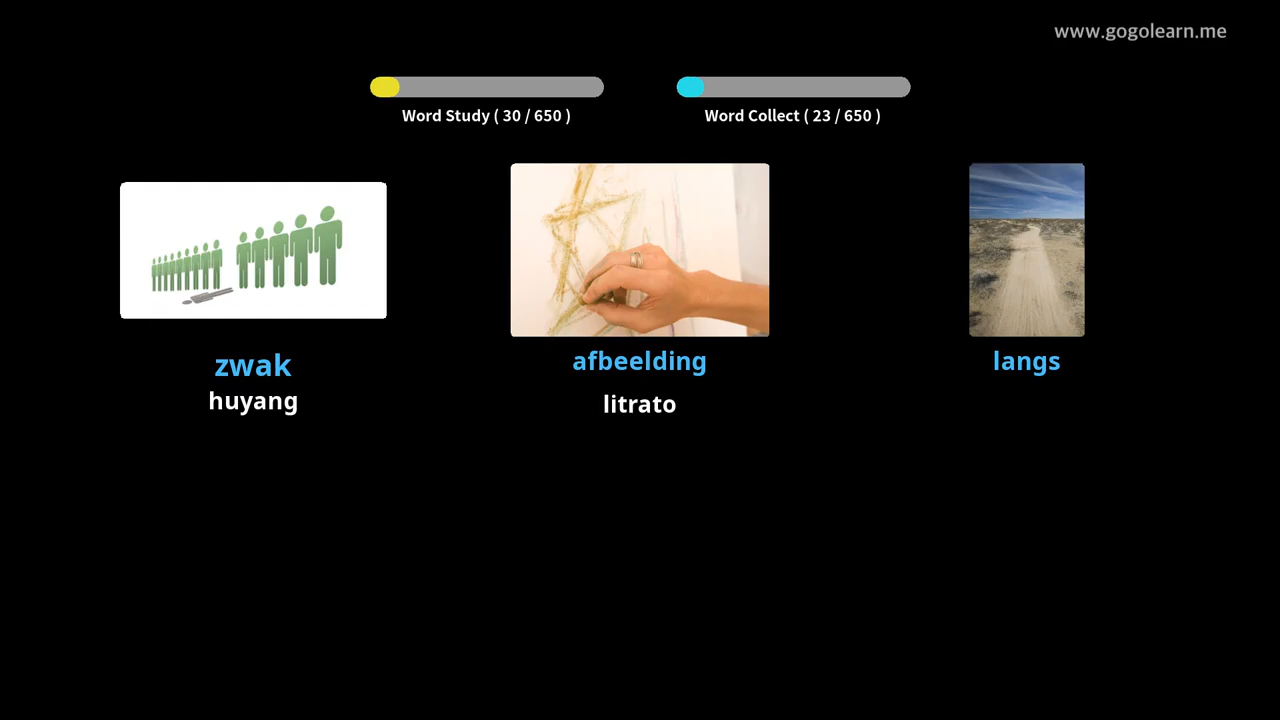 www.gogolearn.me
Word Study ( 30 / 650 )
Word Collect ( 23 / 650 )
zwak
huyang
afbeelding
litrato
langs